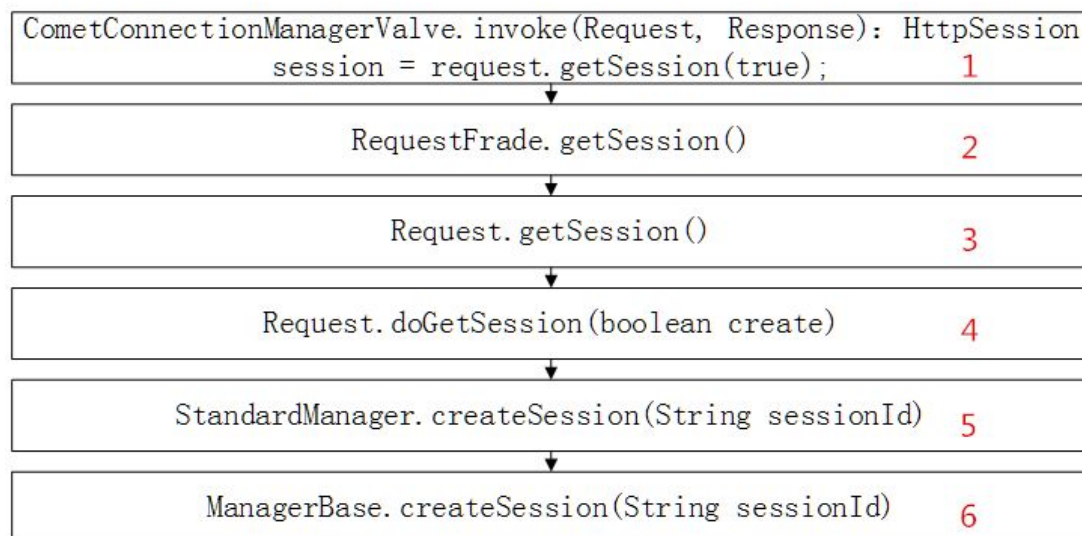 CometConnectionManagerValve.invoke(Request, Response): HttpSession
session = request.getSession(true);
1
RequestFrade.getSession()
2
Request.getSession()
3
Request.doGetSession(boolean create)
4
StandardManager.createSession(String sessionId)
5
ManagerBase.createSession(String sessionId)
6